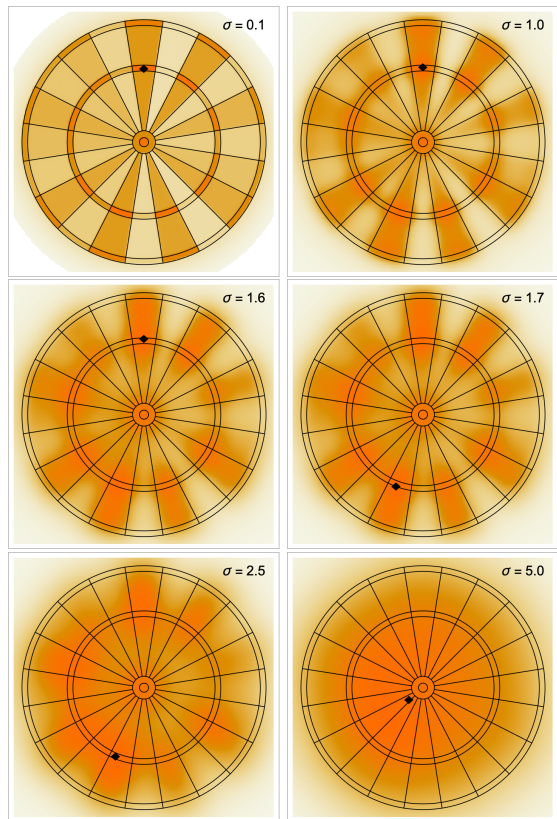 σ = 0.1
σ = 1.0
σ = 1.6
σ = 1.7
σ = 2.5
σ = 5.0